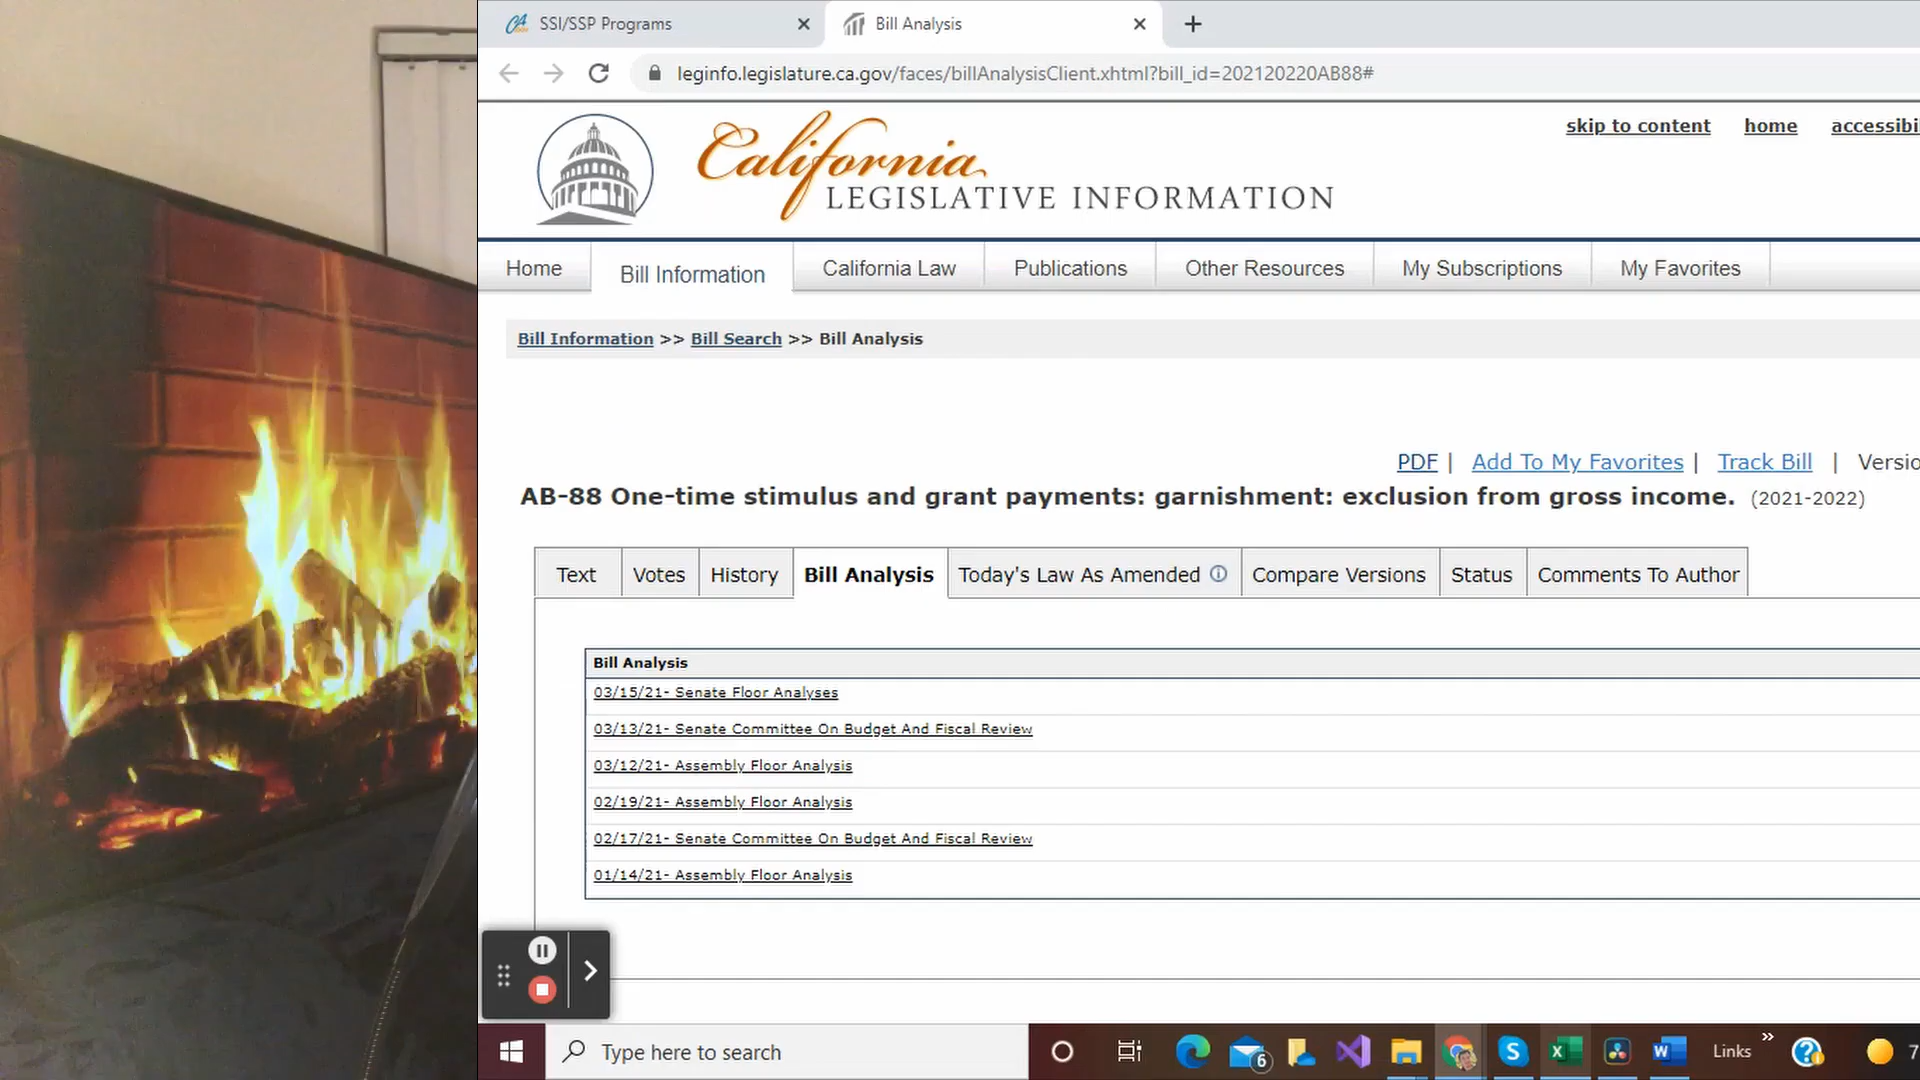 SSI/SSP Programs
Bill Analysis
leginfo.legislature.ca.gov/faces/billAnalysisClient.xhtml?bill_id=202120220AB88#
skip to content home
California
LEGISLATIVE INFORMATION
Home Bill Information California Law Publications Other Resources My Subscriptions My Favorites
Bill Information >> Bill Search >> Bill Analysis
PDF | Add To My Favorites | Track Bill |
AB-88 One-time stimulus and grant payments: garnishment: exclusion from gross income. (2021-2022)
Text Votes History Bill Analysis Today's Law As Amended Compare Versions Status Comments To Author
Bill Analysis
03/15/21- Senate Floor Analyses
03/13/21- Senate Committee On Budget And Fiscal Review
03/12/21- Assembly Floor Analysis
02/19/21- Assembly Floor Analysis
02/17/21- Senate Committee On Budget And Fiscal Review
01/14/21- Assembly Floor Analysis
Type here to search
6
Links